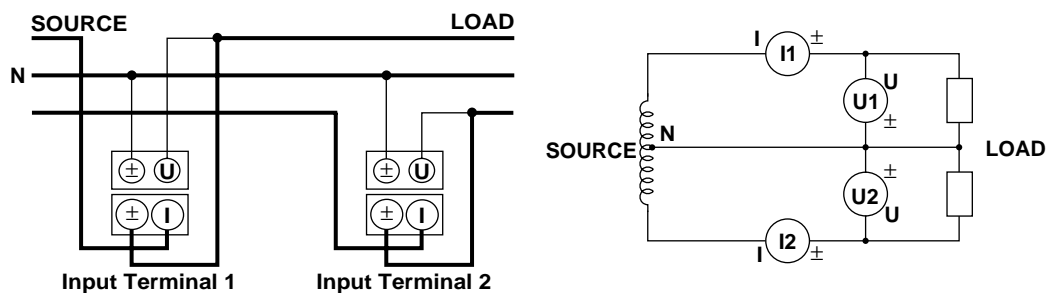 SOURCE
LOAD
N
± U
± U
± I
± I
Input Terminal 1
Input Terminal 2
I
I1
±
U
U1
±
N
SOURCE
LOAD
±
U2
U
I2
I
±